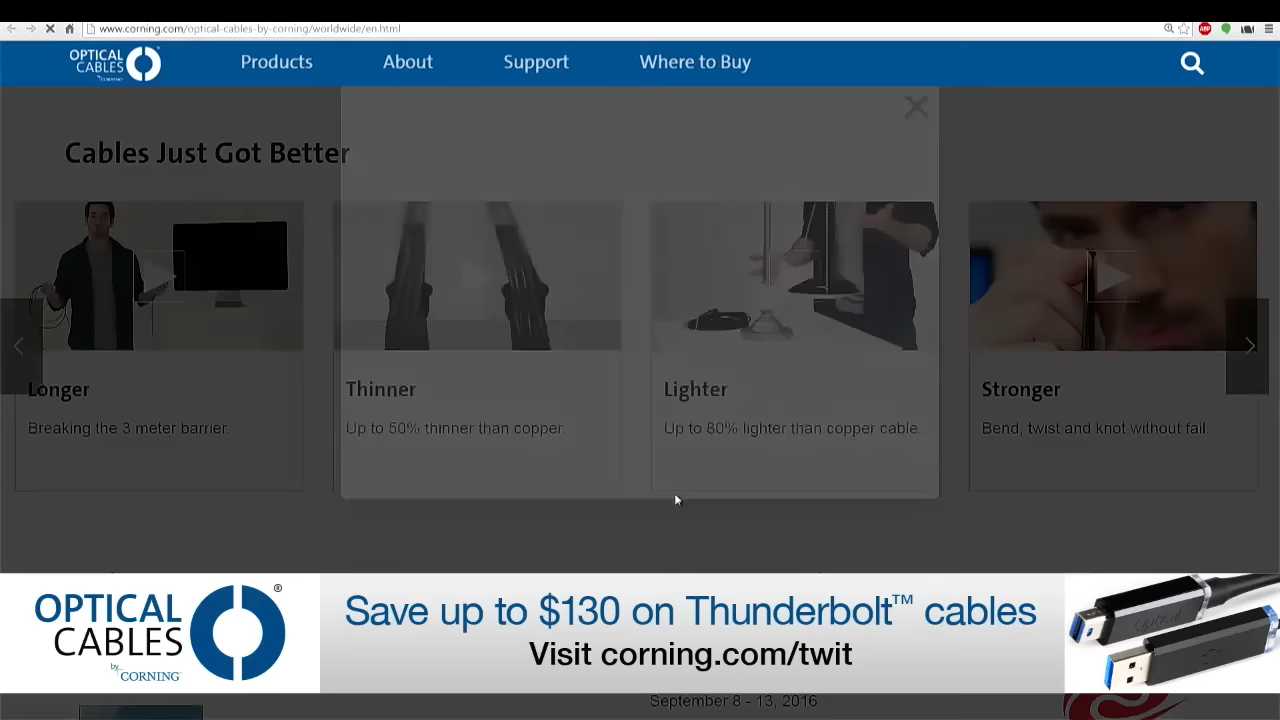 www.corning.com/optical-cables-by-corning/worldwide/en.html
ABP
OPTICAL
CABLES
by CORNING
Products
About
Support
Where to Buy
Cables Just Got Better
Longer
Thinner
Lighter
Stronger
Breaking the 3 meter barrier.
Up to 50% thinner than copper.
Up to 80% lighter than copper cable.
Bend, twist and knot without fail.
OPTICAL
CABLES
by CORNING
®
Save up to $130 on Thunderbolt™ cables
Visit corning.com/twit
September 8 - 13, 2016